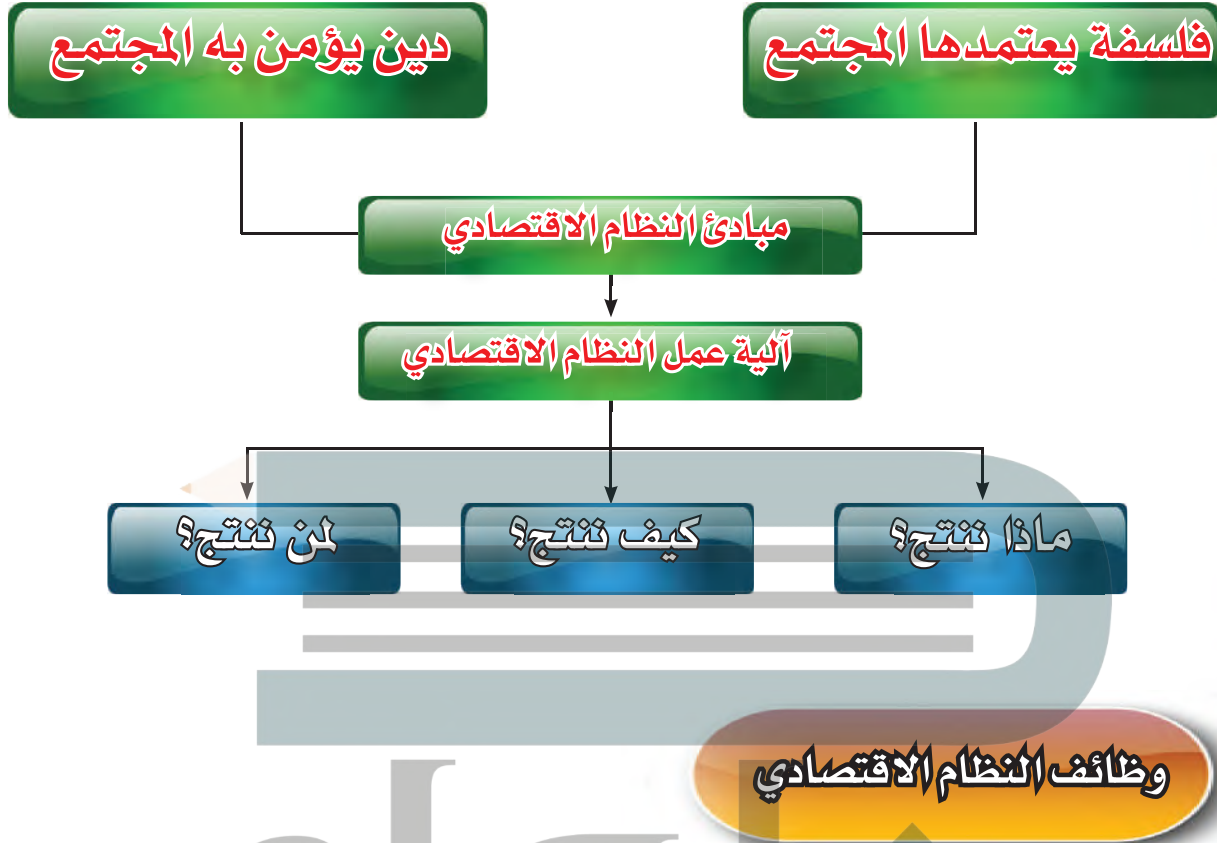 فلسفة يعتمدها المجتمع
دين يؤمن به المجتمع
مبادئ النظام الاقتصادي
آلية عمل النظام الاقتصادي
ماذا ننتج؟
كيف ننتج؟
لمن ننتج؟
وظائف النظام الاقتصادي